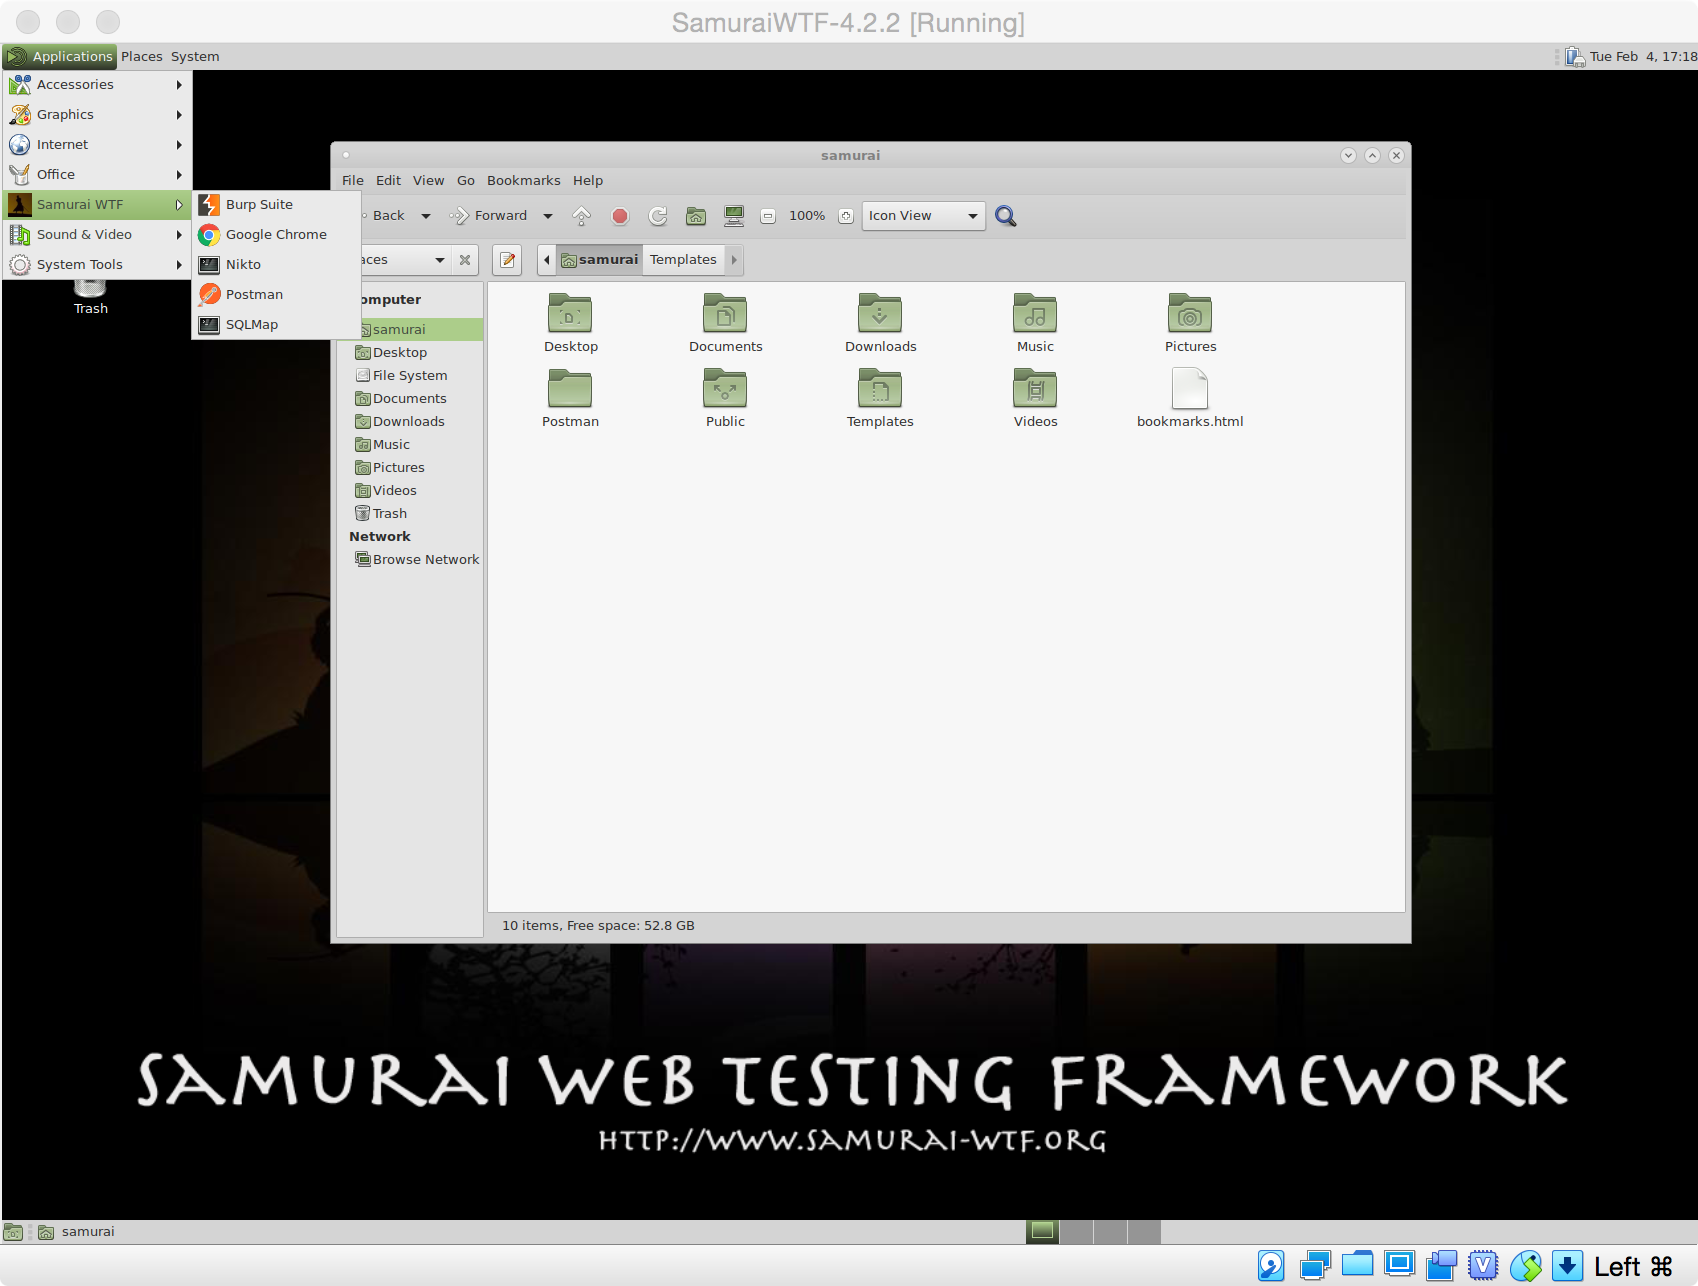 SamuraiWTF-4.2.2 [Running]
Applications Places System
Tue Feb 4, 17:18
Accessories
Graphics
Internet
Office
Samurai WTF
Sound & Video
System Tools
Burp Suite
Google Chrome
Nikto
Postman
SQLMap
Trash
samurai
File Edit View Go Bookmarks Help
Back Forward 100% Icon View
aces samurai Templates
omputer
samurai
Desktop
File System
Documents
Downloads
Music
Pictures
Videos
Trash
Network
Browse Network
Desktop Documents Downloads Music Pictures
Postman Public Templates Videos bookmarks.html
10 items, Free space: 52.8 GB
SAMURAI WEB TESTING FRAMEWORK
HTTP://WWW.SAMURAI-WTF.ORG
samurai
Left ⌘